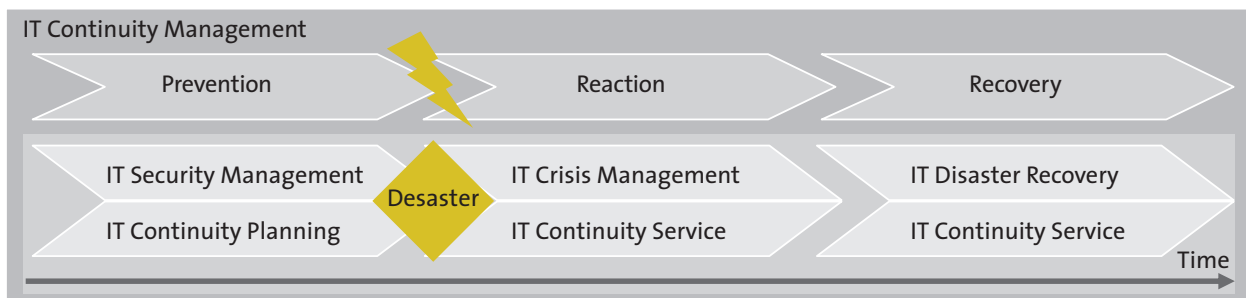 IT Continuity Management
Prevention
Reaction
Recovery
IT Security Management
IT Crisis Management
IT Disaster Recovery
Desaster
IT Continuity Planning
IT Continuity Service
IT Continuity Service
Time